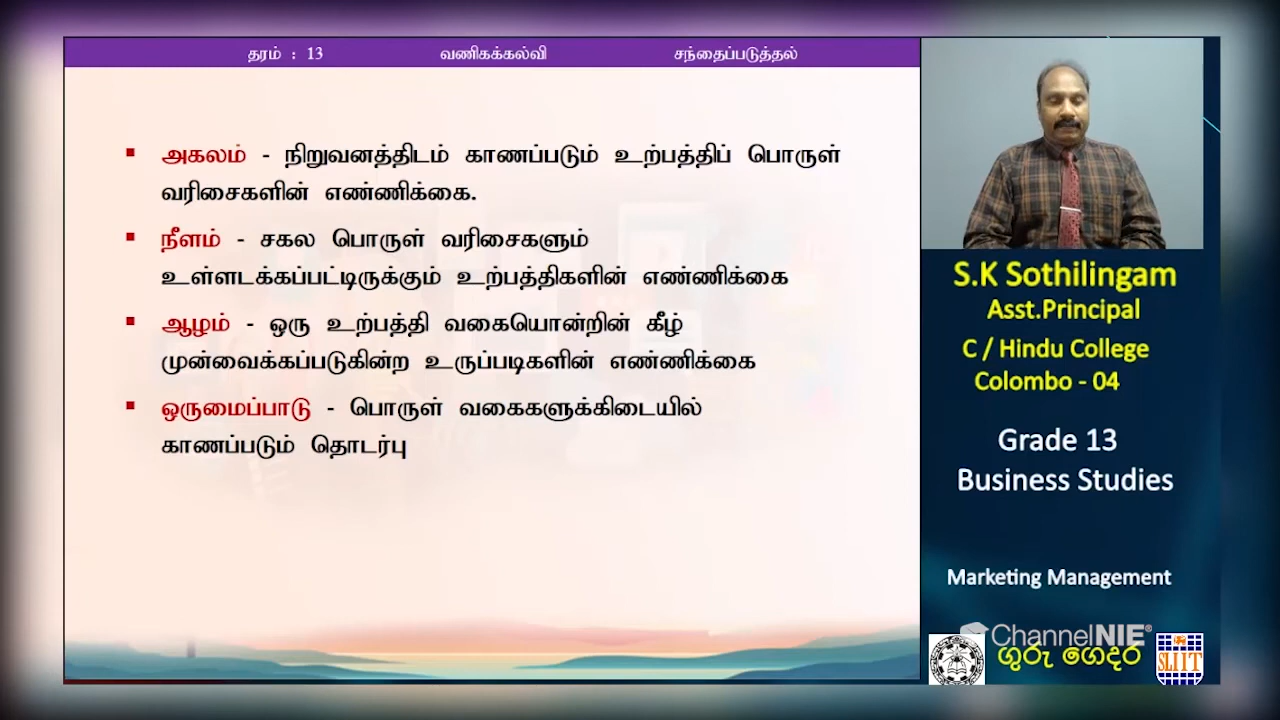 தரம் : 13 வணிகக்கல்வி சந்தைப்படுத்தல்
▪ அகலம் - நிறுவனத்திடம் காணப்படும் உற்பத்திப் பொருள்
வரிசைகளின் எண்ணிக்கை.
▪ நீளம் - சகல பொருள் வரிசைகளும்
உள்ளடக்கப்பட்டிருக்கும் உற்பத்திகளின் எண்ணிக்கை
▪ ஆழம் - ஒரு உற்பத்தி வகையொன்றின் கீழ்
முன்வைக்கப்படுகின்ற உருப்படிகளின் எண்ணிக்கை
▪ ஒருமைப்பாடு - பொருள் வகைகளுக்கிடையில்
காணப்படும் தொடர்பு
S.K Sothilingam
Asst.Principal
C / Hindu College
Colombo - 04
Grade 13
Business Studies
Marketing Management
ChannelNIE®
ගුරු ගෙදර
SLIIT